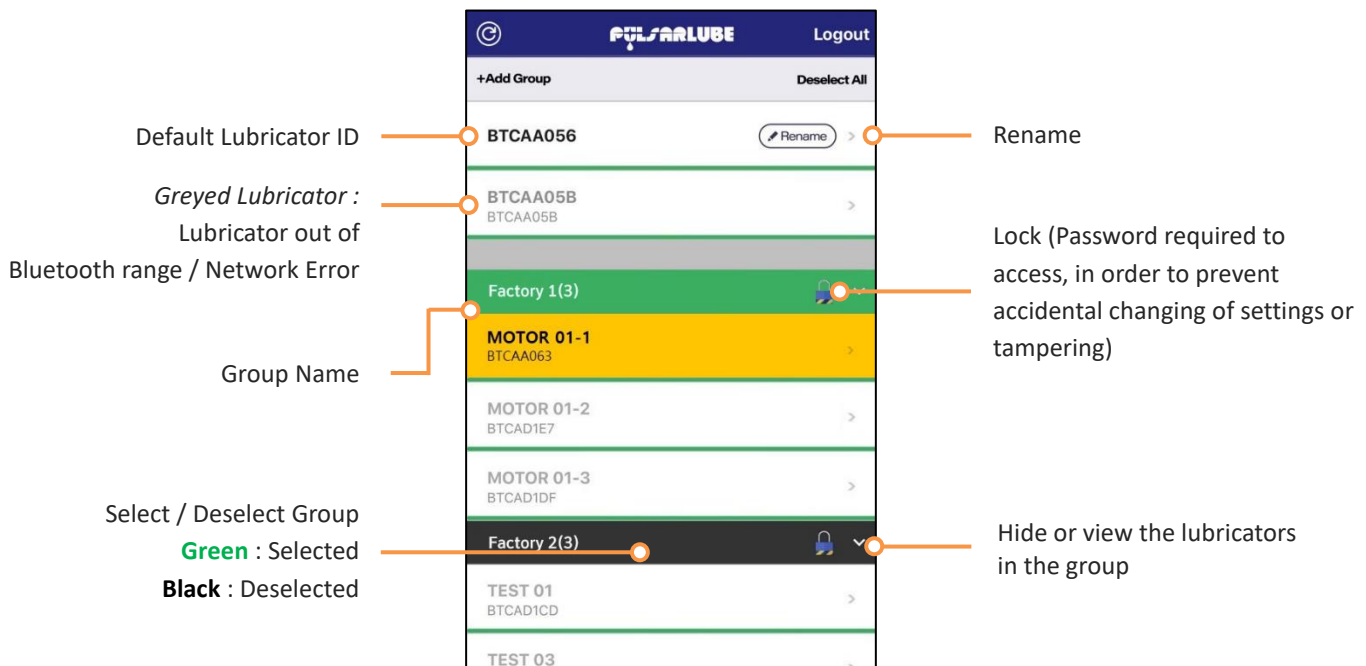 PULSARLUBE
Logout
+Add Group
Deselect All
Default Lubricator ID
BTCAA056
Rename
Rename
Greyed Lubricator :
Lubricator out of
Bluetooth range / Network Error
BTCAA05B
BTCAA05B
Lock (Password required to
access, in order to prevent
accidental changing of settings or
tampering)
Factory 1(3)
Group Name
MOTOR 01-1
BTCAA063
MOTOR 01-2
BTCAD1E7
MOTOR 01-3
BTCAD1DF
Select / Deselect Group
Green : Selected
Black : Deselected
Factory 2(3)
Hide or view the lubricators
in the group
TEST 01
BTCAD1CD
TEST 03